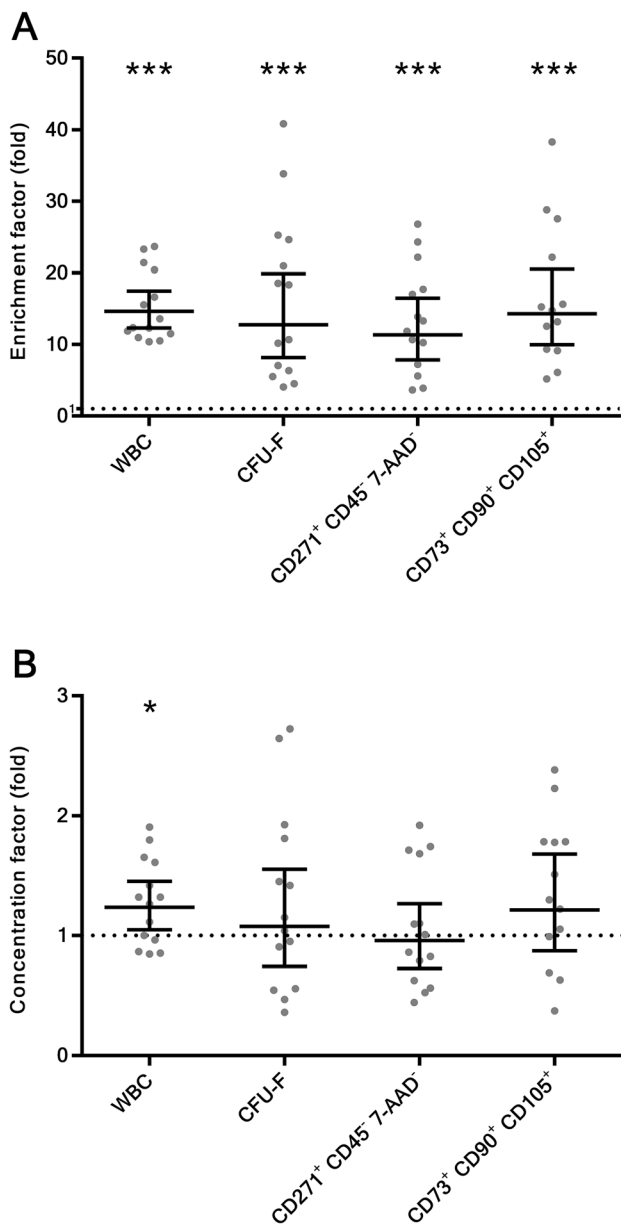 A
50
40
30
20
10
0
1
Enrichment factor (fold)
*** *** *** ***
WBC
CFU-F
CD271⁺ CD45⁻ 7-AAD⁻
CD73⁺ CD90⁺ CD105⁺
B
3
2
1
0
Concentration factor (fold)
*
WBC
CFU-F
CD271⁺ CD45⁻ 7-AAD⁻
CD73⁺ CD90⁺ CD105⁺